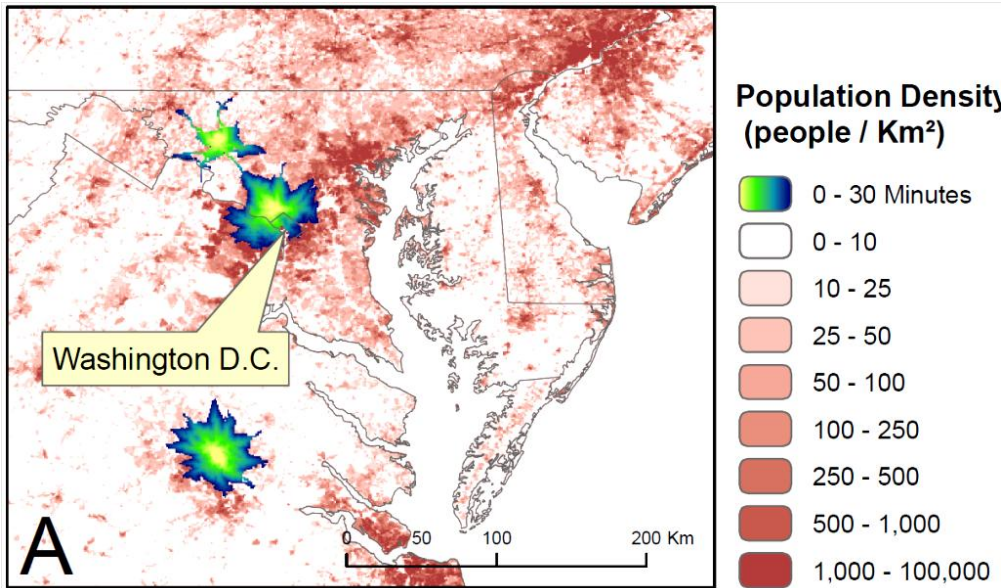 Washington D.C.
A
0 50 100 200 Km
Population Density
(people / Km²)
0 - 30 Minutes
0 - 10
10 - 25
25 - 50
50 - 100
100 - 250
250 - 500
500 - 1,000
1,000 - 100,000